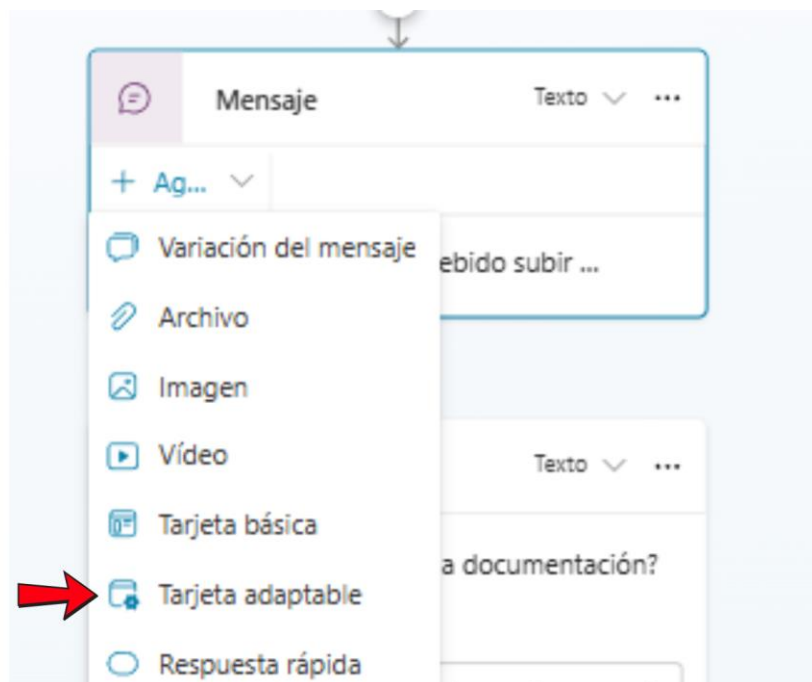 Mensaje Texto ...
+ Ag...
Variación del mensaje
ebido subir ...
Archivo
Imagen
Vídeo
Texto ...
Tarjeta básica
a documentación?
Tarjeta adaptable
Respuesta rápida